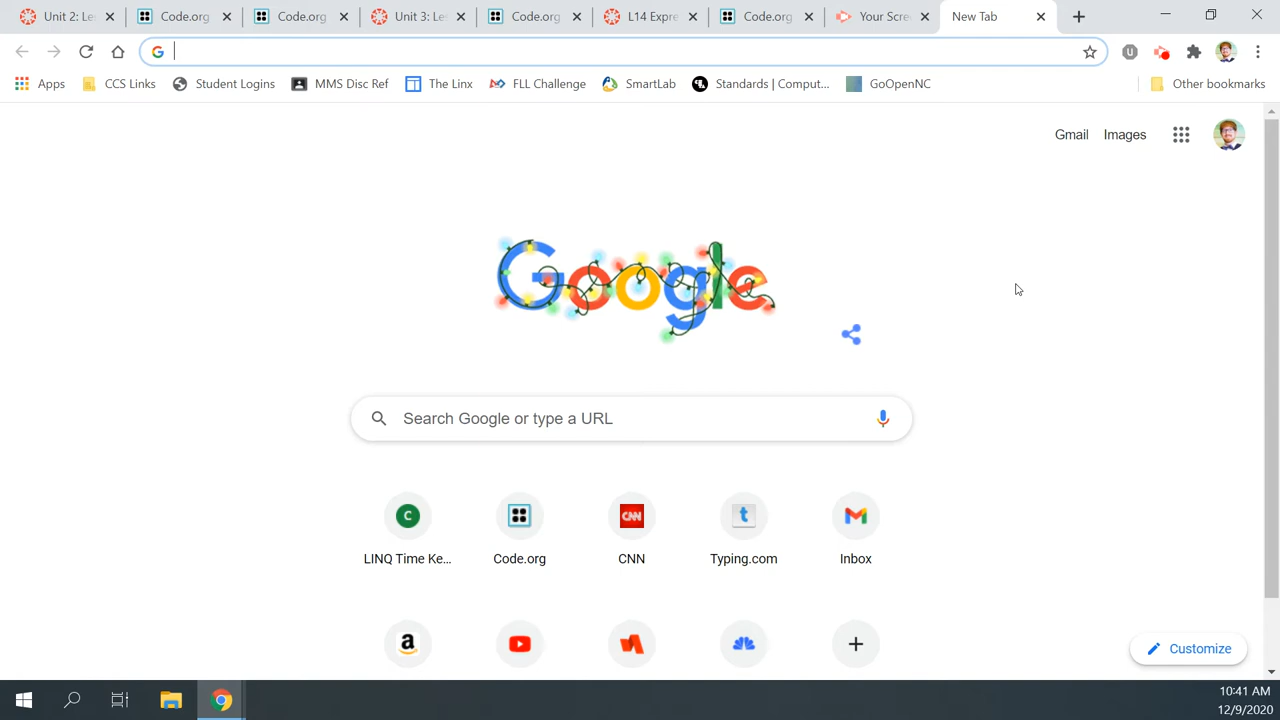 Unit 2: Le
Code.org
Code.org
Unit 3: Le
Code.org
L14 Expre
Code.org
Your Scre
New Tab
Apps
CCS Links
Student Logins
MMS Disc Ref
The Linx
FLL Challenge
SmartLab
Standards | Comput...
GoOpenNC
Other bookmarks
Gmail
Images
Google
Search Google or type a URL
C
CNN
t
LINQ Time Ke...
Code.org
CNN
Typing.com
Inbox
Customize
10:41 AM
12/9/2020